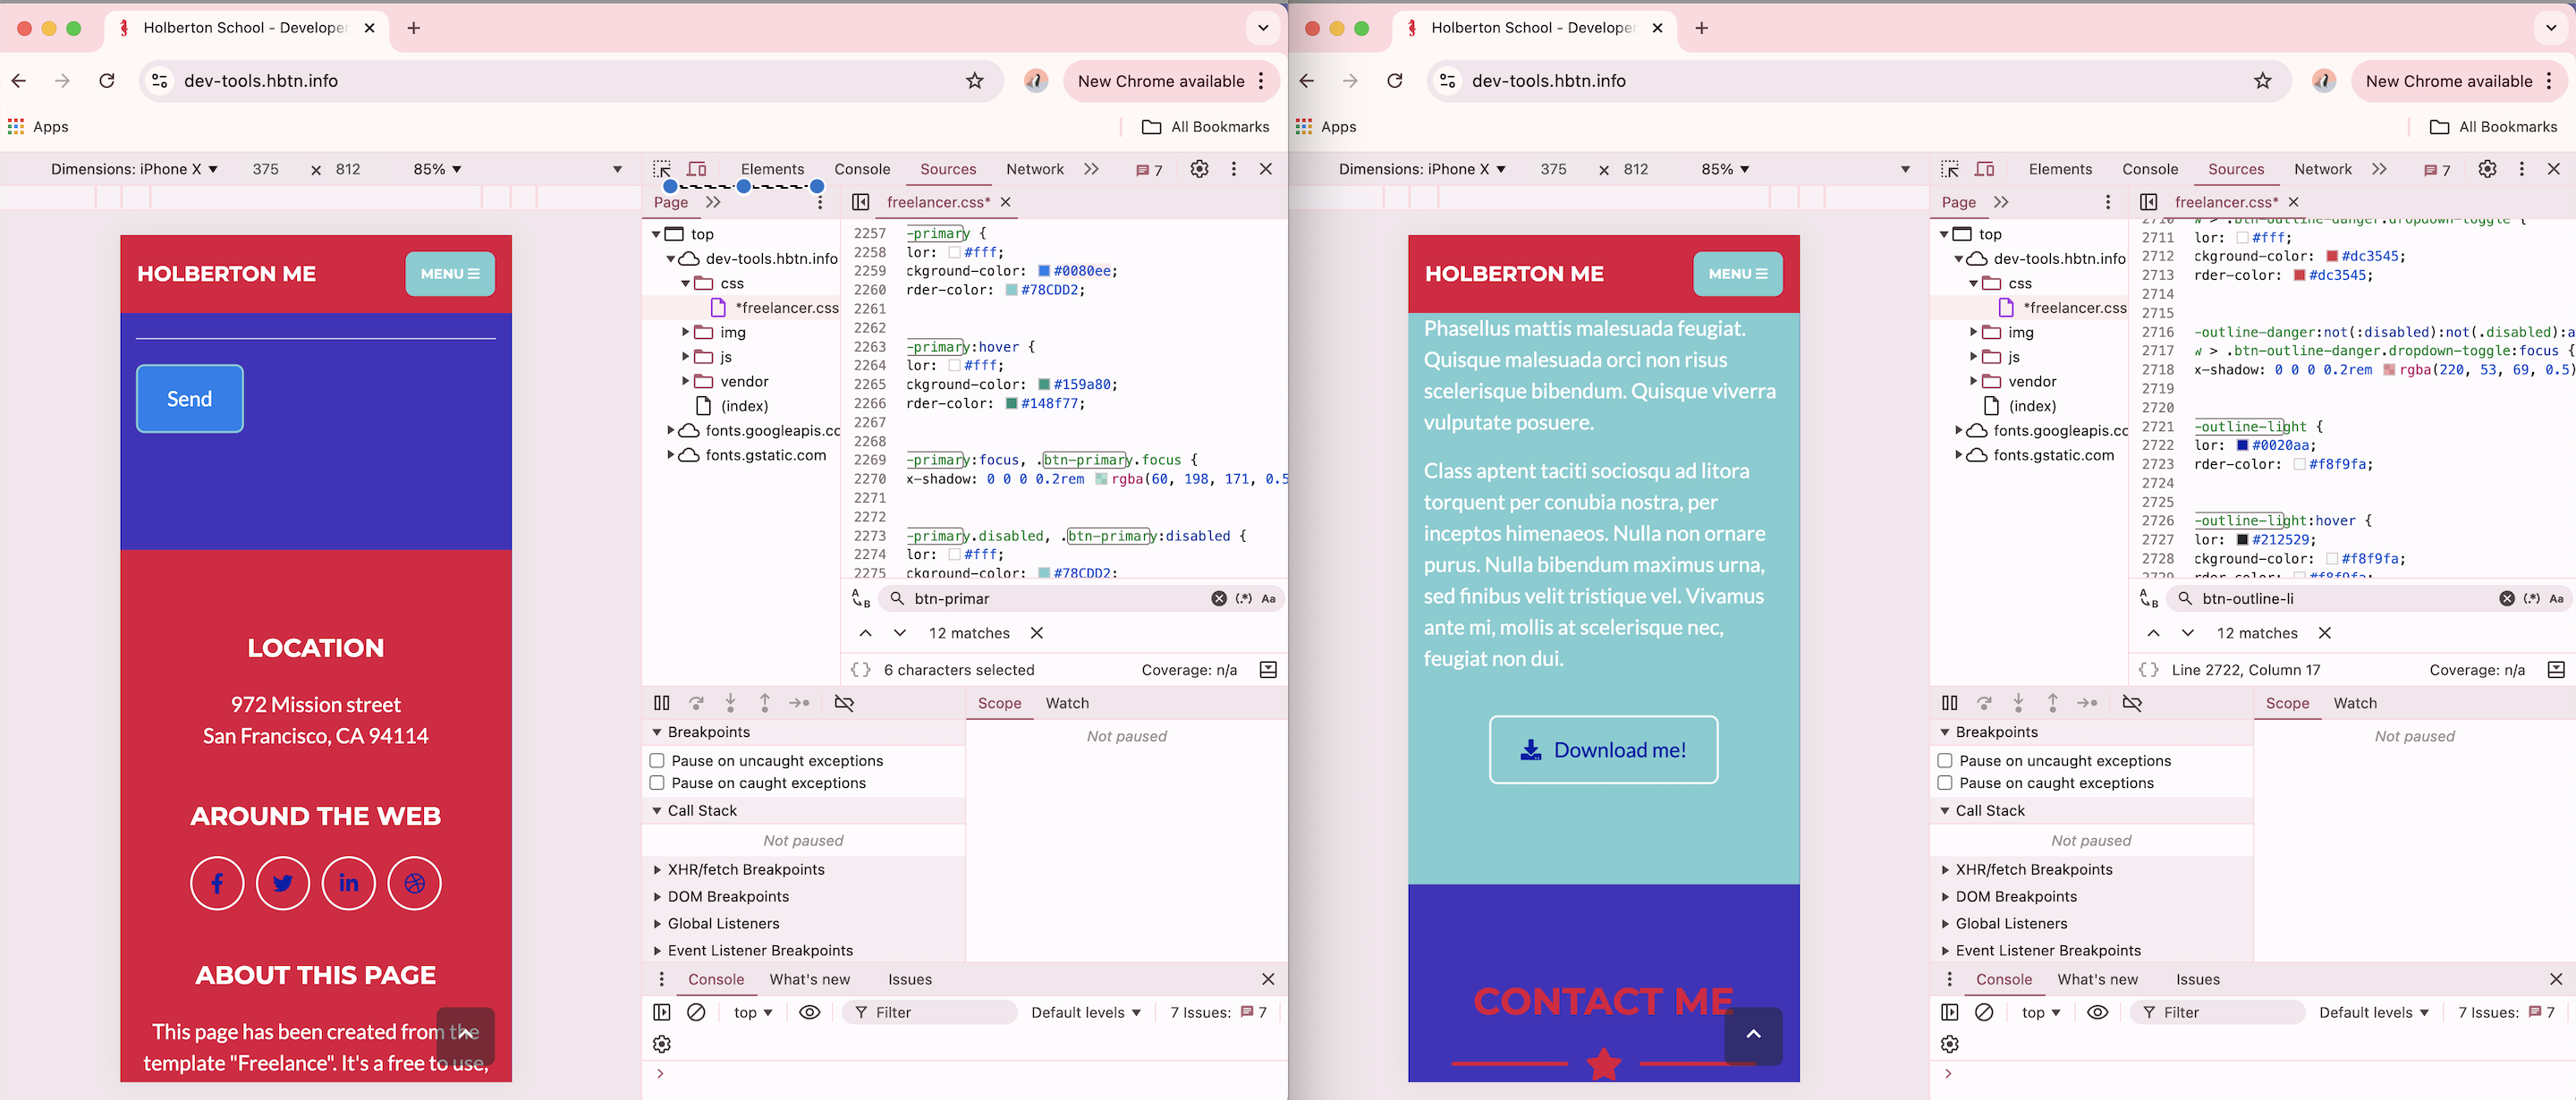 Holberton School - Developer
dev-tools.hbtn.info
New Chrome available
Apps
All Bookmarks
Dimensions: iPhone X 375 × 812 85%
Elements Console Sources Network 7
Page
freelancer.css*
top
dev-tools.hbtn.info
css
*freelancer.css
img
js
vendor
(index)
fonts.googleapis.cc
fonts.gstatic.com
2257 -primary {
2258 lor: #fff;
2259 ckground-color: #0080ee;
2260 rder-color: #78CDD2;
2261
2262
2263 -primary:hover {
2264 lor: #fff;
2265 ckground-color: #159a80;
2266 rder-color: #148f77;
2267
2268
2269 -primary:focus, .btn-primary.focus {
2270 x-shadow: 0 0 0 0.2rem rgba(60, 198, 171, 0.5
2271
2272
2273 -primary.disabled, .btn-primary:disabled {
2274 lor: #fff;
2275 ckground-color: #78CDD2;
btn-primar
12 matches
{} 6 characters selected Coverage: n/a
HOLBERTON ME
MENU
Send
LOCATION
972 Mission street
San Francisco, CA 94114
AROUND THE WEB
ABOUT THIS PAGE
This page has been created from the
template "Freelance". It's a free to use,
Breakpoints
Pause on uncaught exceptions
Pause on caught exceptions
Call Stack
Not paused
XHR/fetch Breakpoints
DOM Breakpoints
Global Listeners
Event Listener Breakpoints
Scope Watch
Not paused
Console What's new Issues
top Filter Default levels 7 Issues: 7
Holberton School - Developer
dev-tools.hbtn.info
New Chrome available
Apps
All Bookmarks
Dimensions: iPhone X 375 × 812 85%
Elements Console Sources Network 7
Page
freelancer.css*
top
dev-tools.hbtn.info
css
*freelancer.css
img
js
vendor
(index)
fonts.googleapis.cc
fonts.gstatic.com
2710 w > .btn-outline-danger.dropdown-toggle {
2711 lor: #fff;
2712 ckground-color: #dc3545;
2713 rder-color: #dc3545;
2714
2715
2716 -outline-danger:not(:disabled):not(.disabled):a
2717 w > .btn-outline-danger.dropdown-toggle:focus {
2718 x-shadow: 0 0 0 0.2rem rgba(220, 53, 69, 0.5)
2719
2720
2721 -outline-light {
2722 lor: #0020aa;
2723 rder-color: #f8f9fa;
2724
2725
2726 -outline-light:hover {
2727 lor: #212529;
2728 ckground-color: #f8f9fa;
2729 rder-color: #f8f9fa;
btn-outline-li
12 matches
{} Line 2722, Column 17 Coverage: n/a
HOLBERTON ME
MENU
Phasellus mattis malesuada feugiat.
Quisque malesuada orci non risus
scelerisque bibendum. Quisque viverra
vulputate posuere.
Class aptent taciti sociosqu ad litora
torquent per conubia nostra, per
inceptos himenaeos. Nulla non ornare
purus. Nulla bibendum maximus urna,
sed finibus velit tristique vel. Vivamus
ante mi, mollis at scelerisque nec,
feugiat non dui.
Download me!
CONTACT ME
Breakpoints
Pause on uncaught exceptions
Pause on caught exceptions
Call Stack
Not paused
XHR/fetch Breakpoints
DOM Breakpoints
Global Listeners
Event Listener Breakpoints
Scope Watch
Not paused
Console What's new Issues
top Filter Default levels 7 Issues: 7